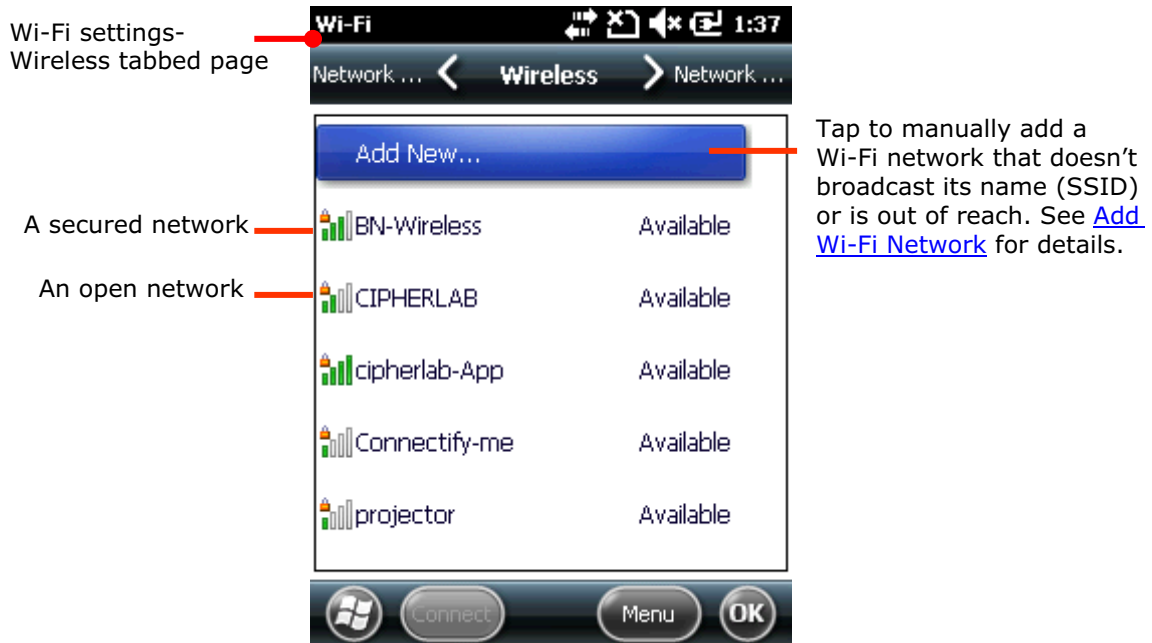 Wi-Fi settings-
Wireless tabbed page
Wi-Fi 1:37
Network ... Wireless Network ...
Add New...
Tap to manually add a
Wi-Fi network that doesn’t
broadcast its name (SSID)
or is out of reach. See Add
Wi-Fi Network for details.
A secured network
BN-Wireless Available
An open network
CIPHERLAB Available
cipherlab-App Available
Connectify-me Available
projector Available
Connect Menu OK